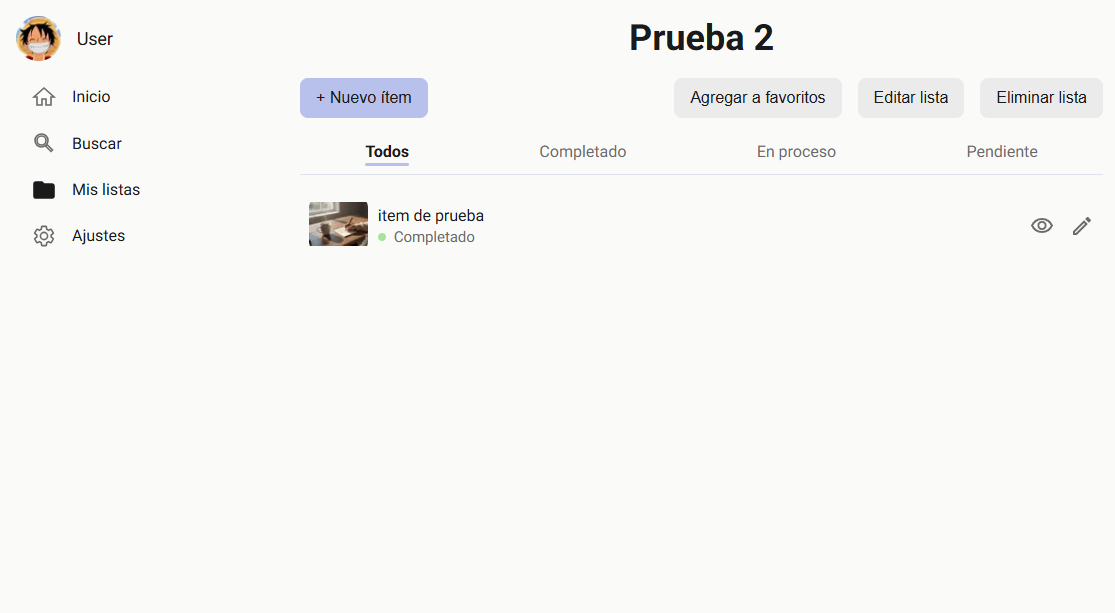 User
Inicio
Buscar
Mis listas
Ajustes
Prueba 2
+ Nuevo ítem
Agregar a favoritos
Editar lista
Eliminar lista
Todos
Completado
En proceso
Pendiente
item de prueba
Completado